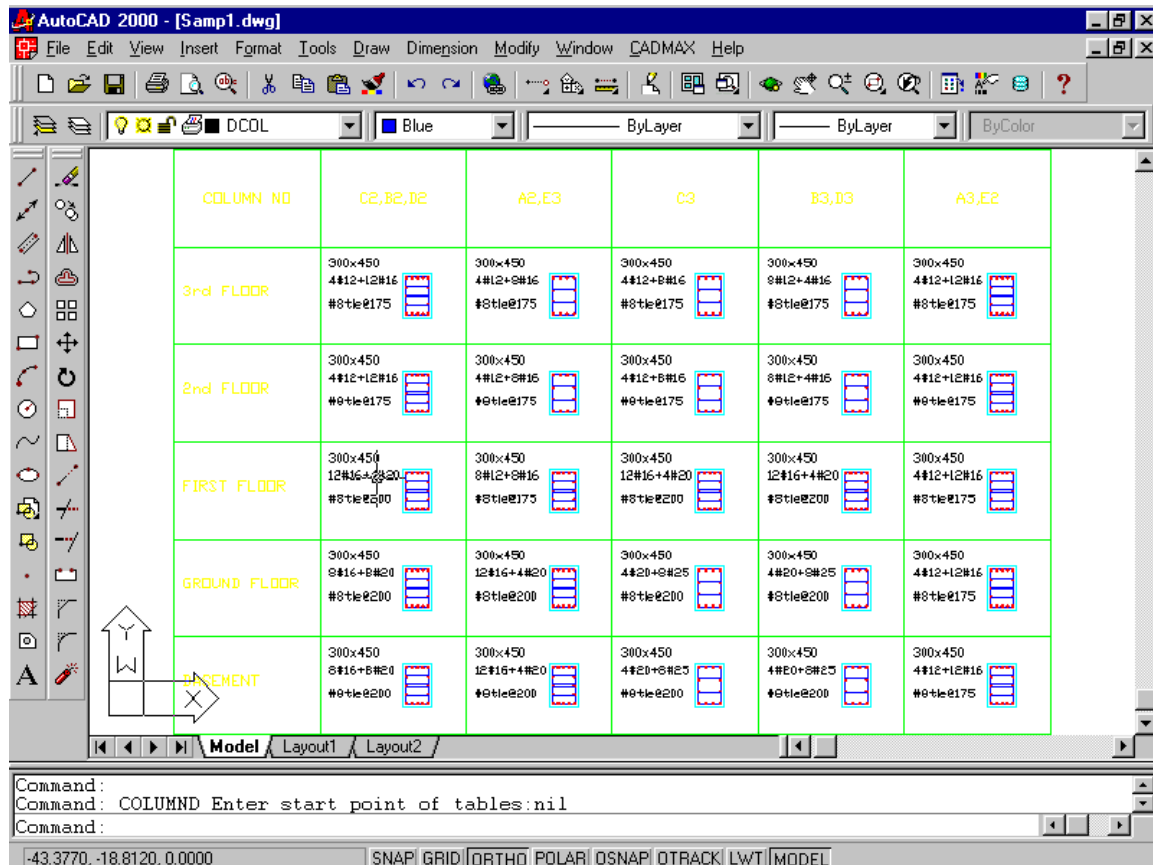 AutoCAD 2000 - [Samp1.dwg]
File Edit View Insert Format Tools Draw Dimension Modify Window CADMAX Help
DCOL Blue ByLayer ByLayer ByColor
COLUMN NO C2,B2,D2 A2,E3 C3 B3,D3 A3,E2
300x450 300x450 300x450 300x450 300x450
4#12+12#16 4#12+8#16 4#12+8#16 8#12+4#16 4#12+12#16
3rd FLOOR
#8tie@175 #8tie@175 #8tie@175 #8tie@175 #8tie@175
300x450 300x450 300x450 300x450 300x450
4#12+12#16 4#12+8#16 4#12+8#16 8#12+4#16 4#12+12#16
2nd FLOOR
#8tie@175 #8tie@175 #8tie@175 #8tie@175 #8tie@175
300x450 300x450 300x450 300x450 300x450
8#12+8#16 12#16+4#20 12#16+4#20 4#12+12#16
FIRST FLOOR
#8tie@200 #8tie@175 #8tie@200 #8tie@200 #8tie@175
300x450 300x450 300x450 300x450 300x450
8#16+8#20 12#16+4#20 4#20+8#25 4#20+8#25 4#12+12#16
GROUND FLOOR
#8tie@200 #8tie@200 #8tie@200 #8tie@200 #8tie@175
300x450 300x450 300x450 300x450 300x450
8#16+8#20 12#16+4#20 4#20+8#25 4#20+8#25 4#12+12#16
BASEMENT
#8tie@200 #8tie@200 #8tie@200 #8tie@200 #8tie@175
Y
W
X
Model Layout1 Layout2
Command:
Command: COLUMND Enter start point of tables:nil
Command:
-43.3770, -18.8120, 0.0000 SNAP GRID ORTHO POLAR OSNAP OTRACK LWT MODEL